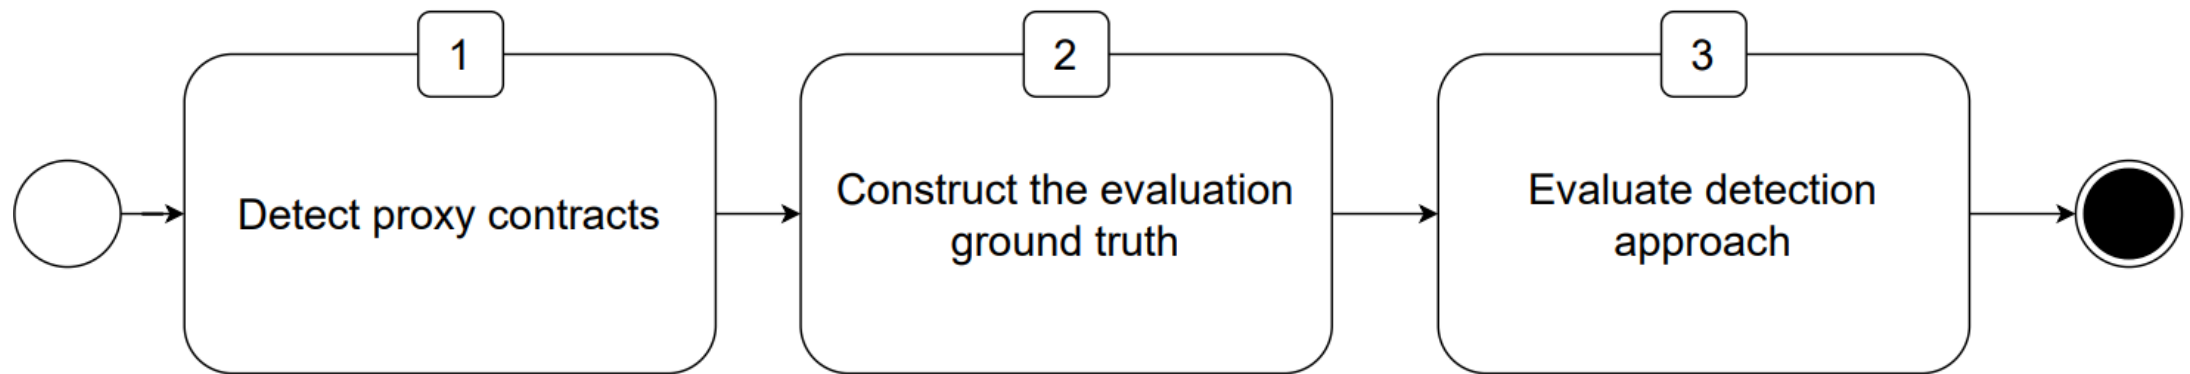 1
Detect proxy contracts
2
Construct the evaluation
ground truth
3
Evaluate detection
approach